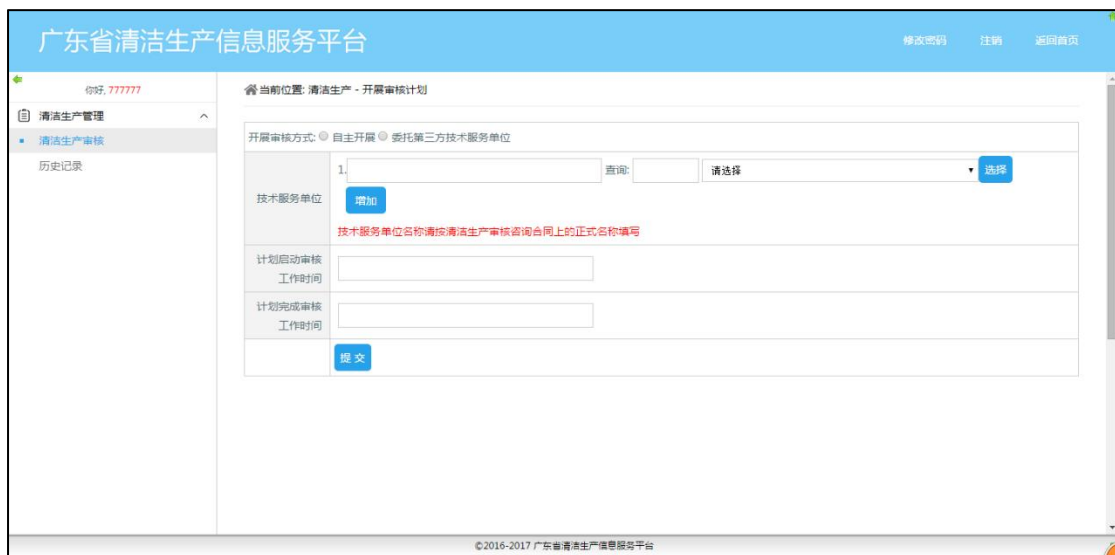 广东省清洁生产信息服务平台
修改密码 注销 返回首页
你好, 777777
当前位置: 清洁生产 - 开展审核计划
清洁生产管理
清洁生产审核
历史记录
开展审核方式: 自主开展 委托第三方技术服务单位
技术服务单位
1. 查询: 请选择 选择
增加
技术服务单位名称请按清洁生产审核咨询合同上的正式名称填写
计划启动审核
工作时间
计划完成审核
工作时间
提 交
©2016-2017 广东省清洁生产信息服务平台